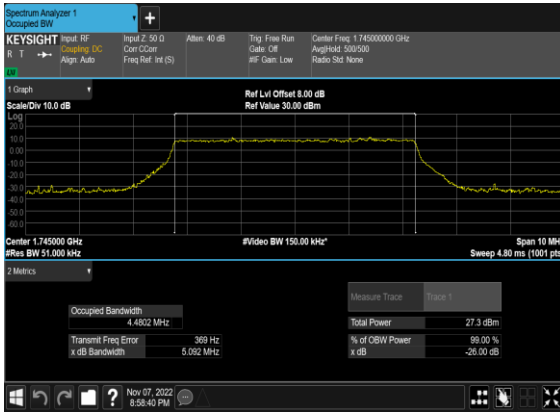 Spectrum Analyzer 1
Occupied BW
KEYSIGHT Input: RF Input Z: 50 Ω Atten: 40 dB Trig: Free Run Center Freq: 1.745000000 GHz
R T Coupling: DC Corr CCorr Gate: Off Avg|Hold: 500/500
Align: Auto Freq Ref: Int (S) #IF Gain: Low Radio Std: None
1 Graph
Ref Lvl Offset 8.00 dB
Scale/Div 10.0 dB Ref Value 30.00 dBm
Log
20.0
10.0
0.00
-10.0
-20.0
-30.0
-40.0
-50.0
-60.0
Center 1.745000 GHz #Video BW 150.00 kHz* Span 10 MH
#Res BW 51.000 kHz Sweep 4.80 ms (1001 pts
2 Metrics
Measure Trace Trace 1
Occupied Bandwidth
4.4802 MHz Total Power 27.3 dBm
Transmit Freq Error 369 Hz % of OBW Power 99.00 %
x dB Bandwidth 5.092 MHz x dB -26.00 dB
? Nov 07, 2022
8:58:40 PM